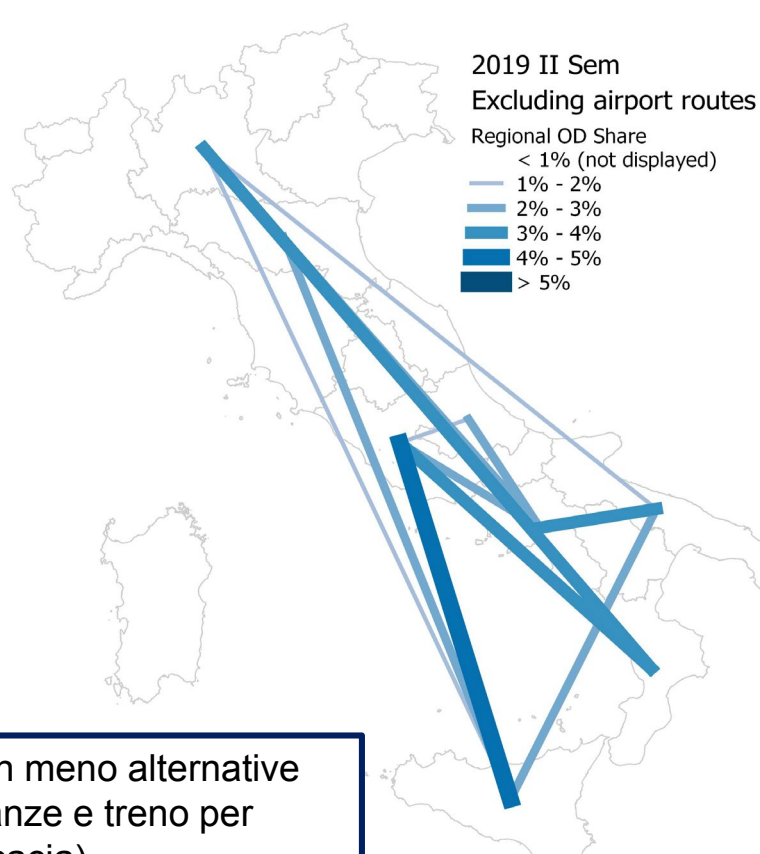 2019 II Sem
Excluding airport routes
Regional OD Share
< 1% (not displayed)
1% - 2%
2% - 3%
3% - 4%
4% - 5%
> 5%
meno alternative
e treno per